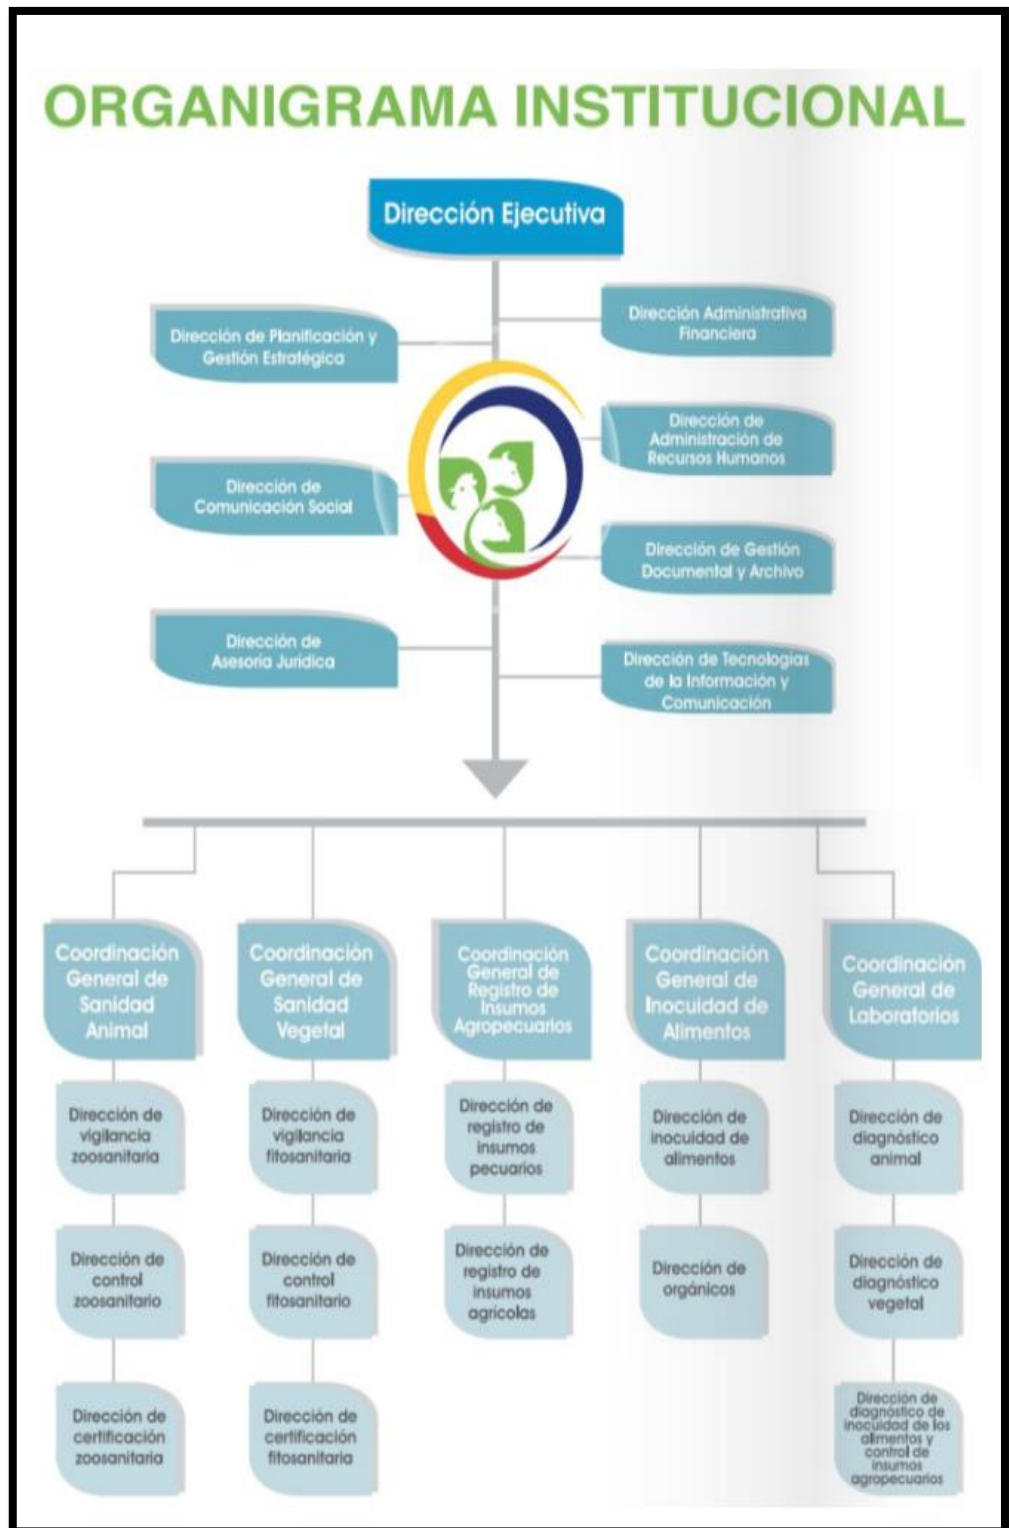 ORGANIGRAMA INSTITUCIONAL
Dirección Ejecutiva
Dirección de Planificación y
Gestión Estratégica
Dirección Administrativa
Financiera
Dirección de
Administración de
Recursos Humanos
Dirección de
Comunicación Social
Dirección de Gestión
Documental y Archivo
Dirección de
Asesoría Jurídica
Dirección de Tecnologías
de la Información y
Comunicación
Coordinación
General de
Sanidad
Animal
Coordinación
General de
Sanidad
Vegetal
Coordinación
General de
Registro de
Insumos
Agropecuarios
Coordinación
General de
Inocuidad de
Alimentos
Coordinación
General de
Laboratorios
Dirección de
vigilancia
zoosanitaria
Dirección de
vigilancia
fitosanitaria
Dirección de
registro de
insumos
pecuarios
Dirección de
inocuidad de
alimentos
Dirección de
diagnóstico
animal
Dirección de
control
zoosanitario
Dirección de
control
fitosanitario
Dirección de
registro de
insumos
agrícolas
Dirección de
orgánicos
Dirección de
diagnóstico
vegetal
Dirección de
certificación
zoosanitaria
Dirección de
certificación
fitosanitaria
Dirección de
diagnóstico de
inocuidad de los
alimentos y
control de
insumos
agropecuarios